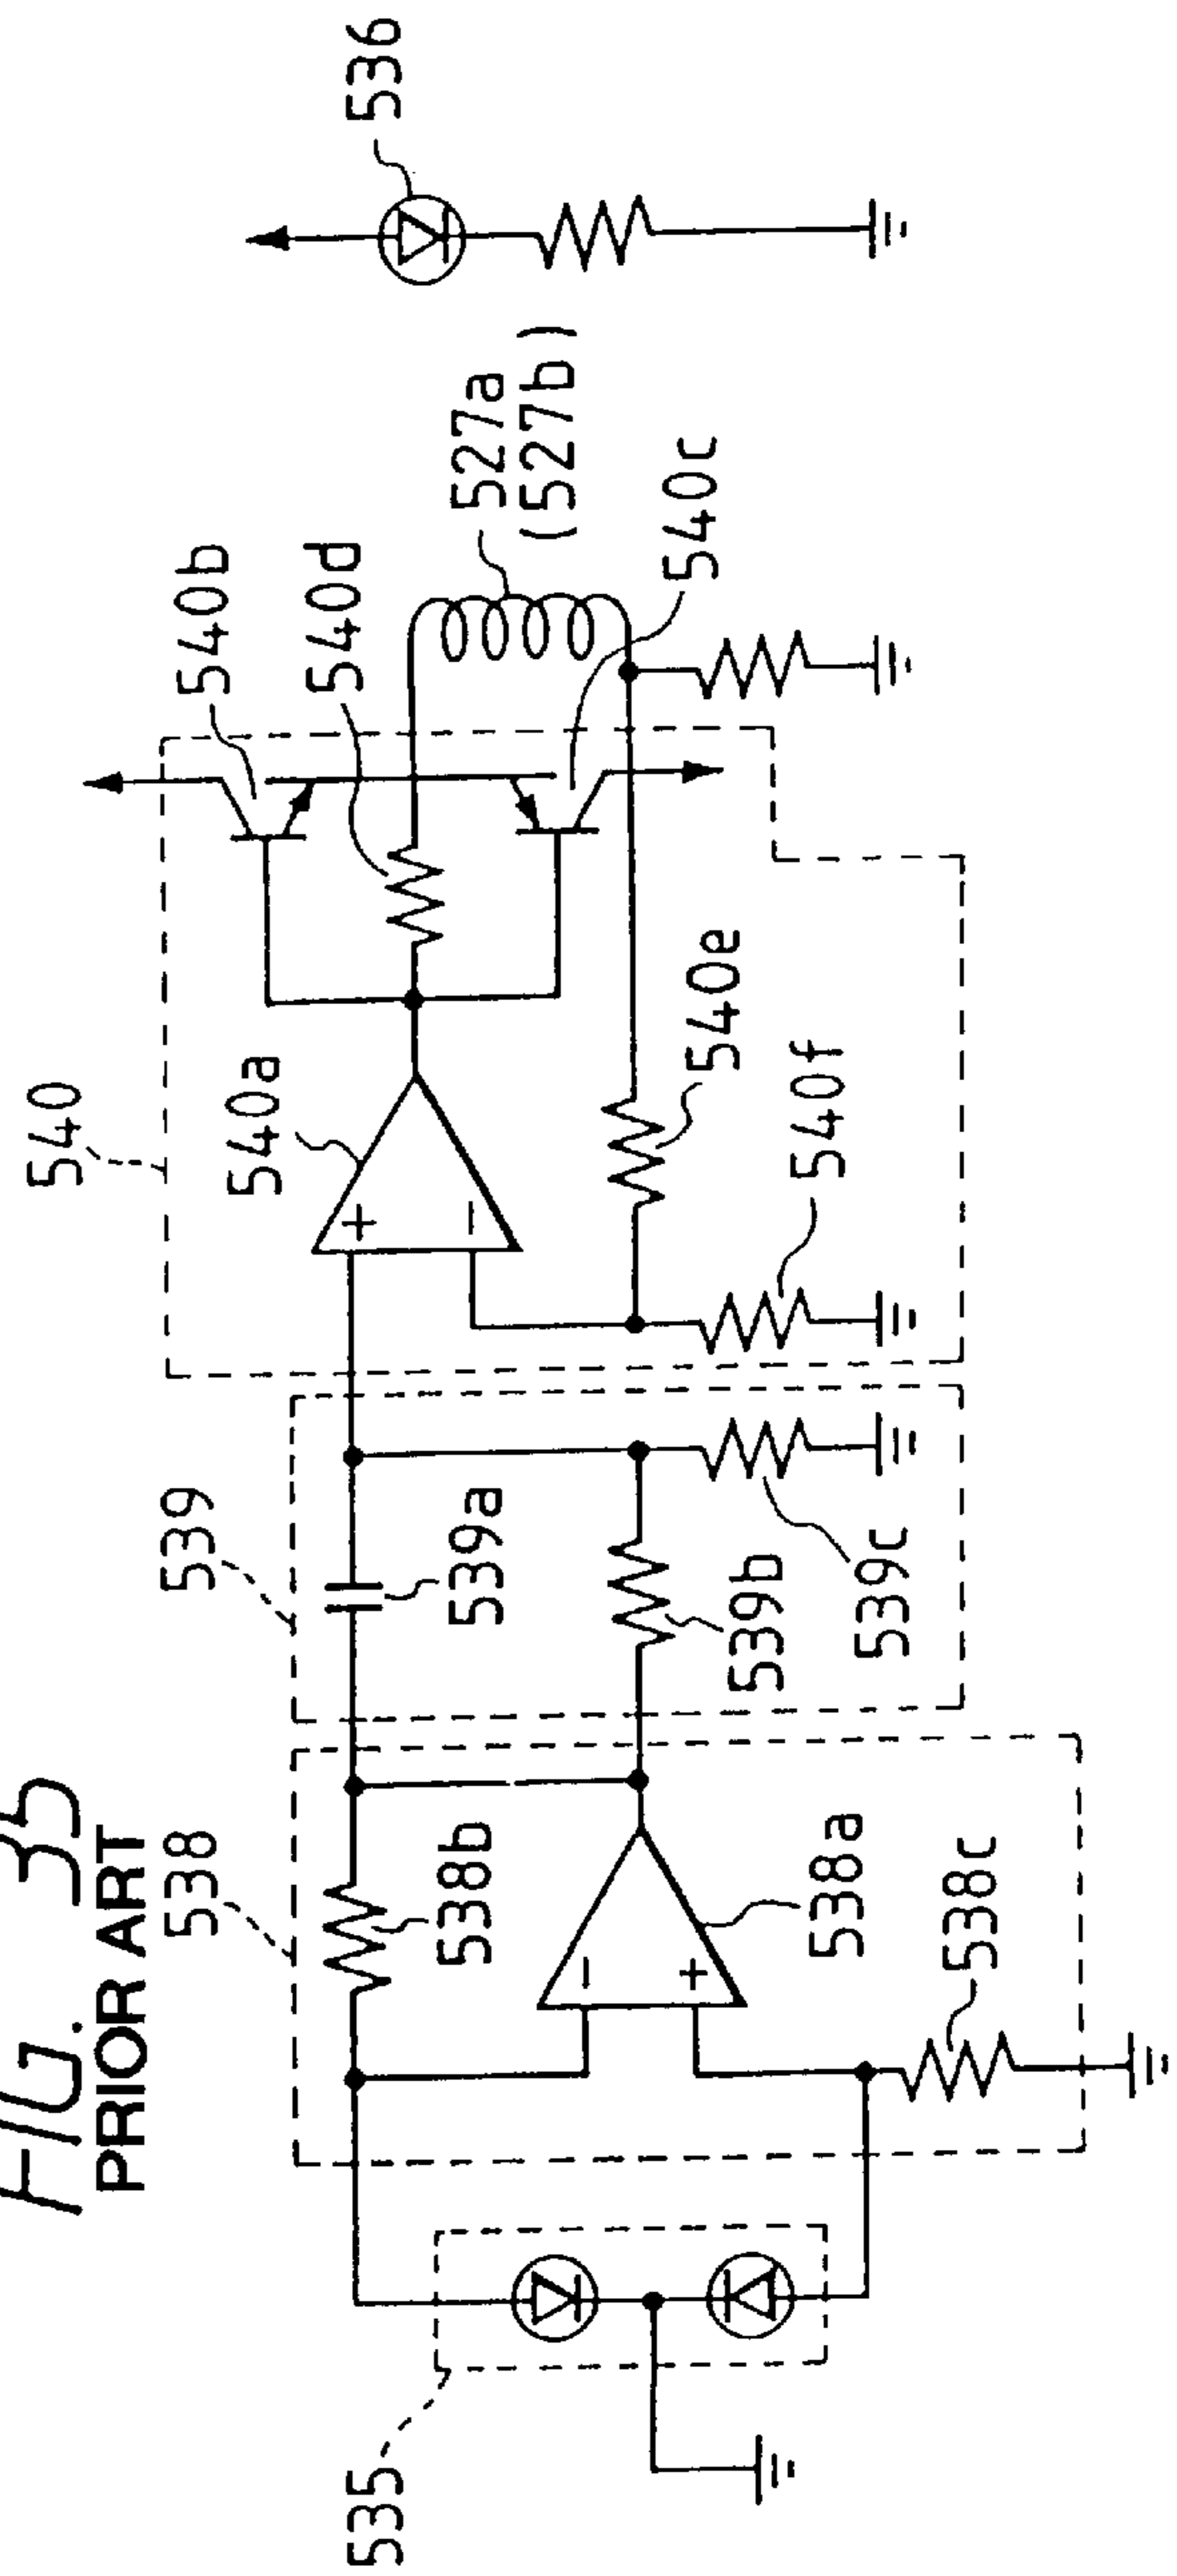 FIG. 35
PRIOR ART
540
540a
540b
540d
527a
(527b)
540c
536
539
539a
540e
540f
538
538b
539b
539c
538a
538c
535
+
−
−
+